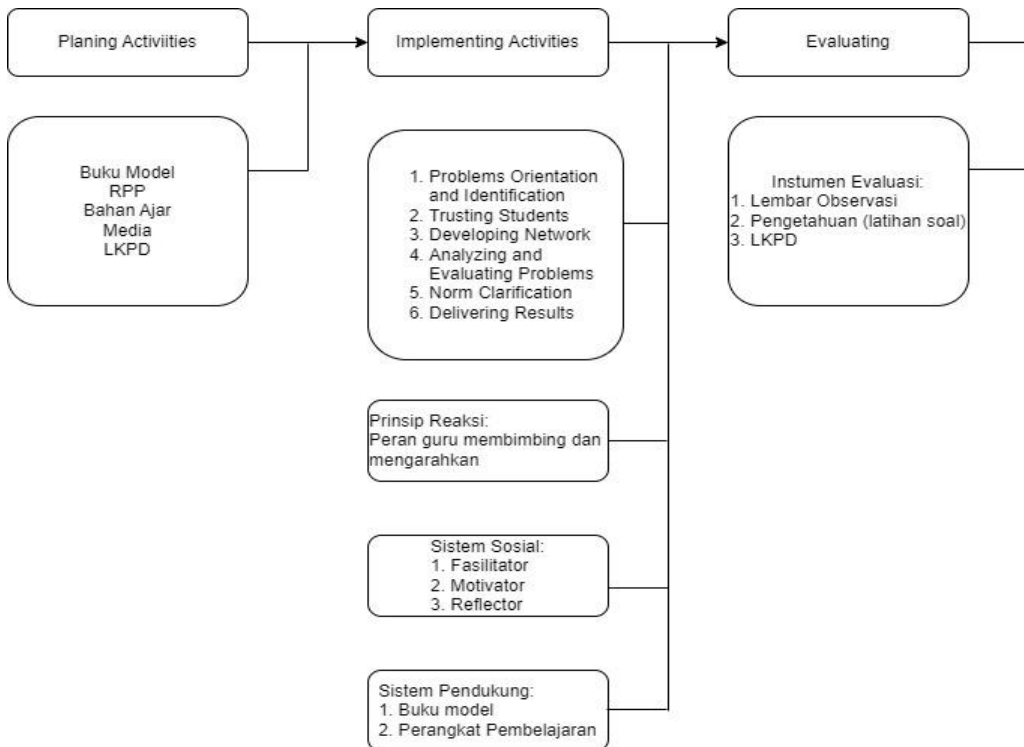 Planing Activiities
Implementing Activities
Evaluating
Buku Model
RPP
Bahan Ajar
Media
LKPD
1. Problems Orientation
and Identification
2. Trusting Students
3. Developing Network
4. Analyzing and
Evaluating Problems
5. Norm Clarification
6. Delivering Results
Instumen Evaluasi:
1. Lembar Observasi
2. Pengetahuan (latihan soal)
3. LKPD
Prinsip Reaksi:
Peran guru membimbing dan
mengarahkan
Sistem Sosial:
1. Fasilitator
2. Motivator
3. Reflector
Sistem Pendukung:
1. Buku model
2. Perangkat Pembelajaran